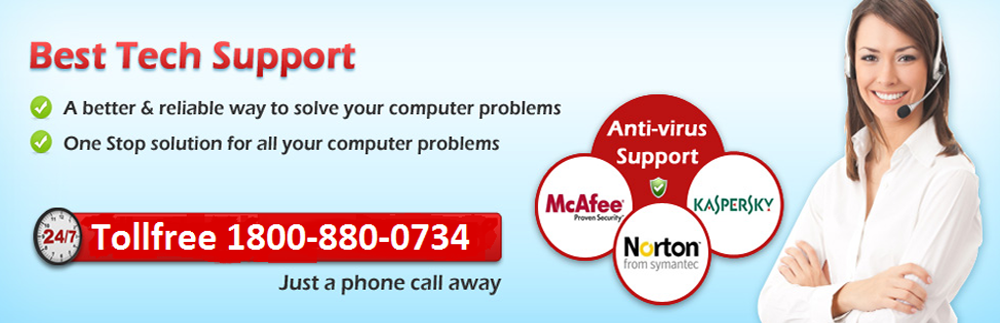 Best Tech Support
A better & reliable way to solve your computer problems
One Stop solution for all your computer problems
24/7
Tollfree 1800-880-0734
Just a phone call away
Anti-virus
Support
McAfee
Proven Security
KASPERSKY
Norton
from symantec